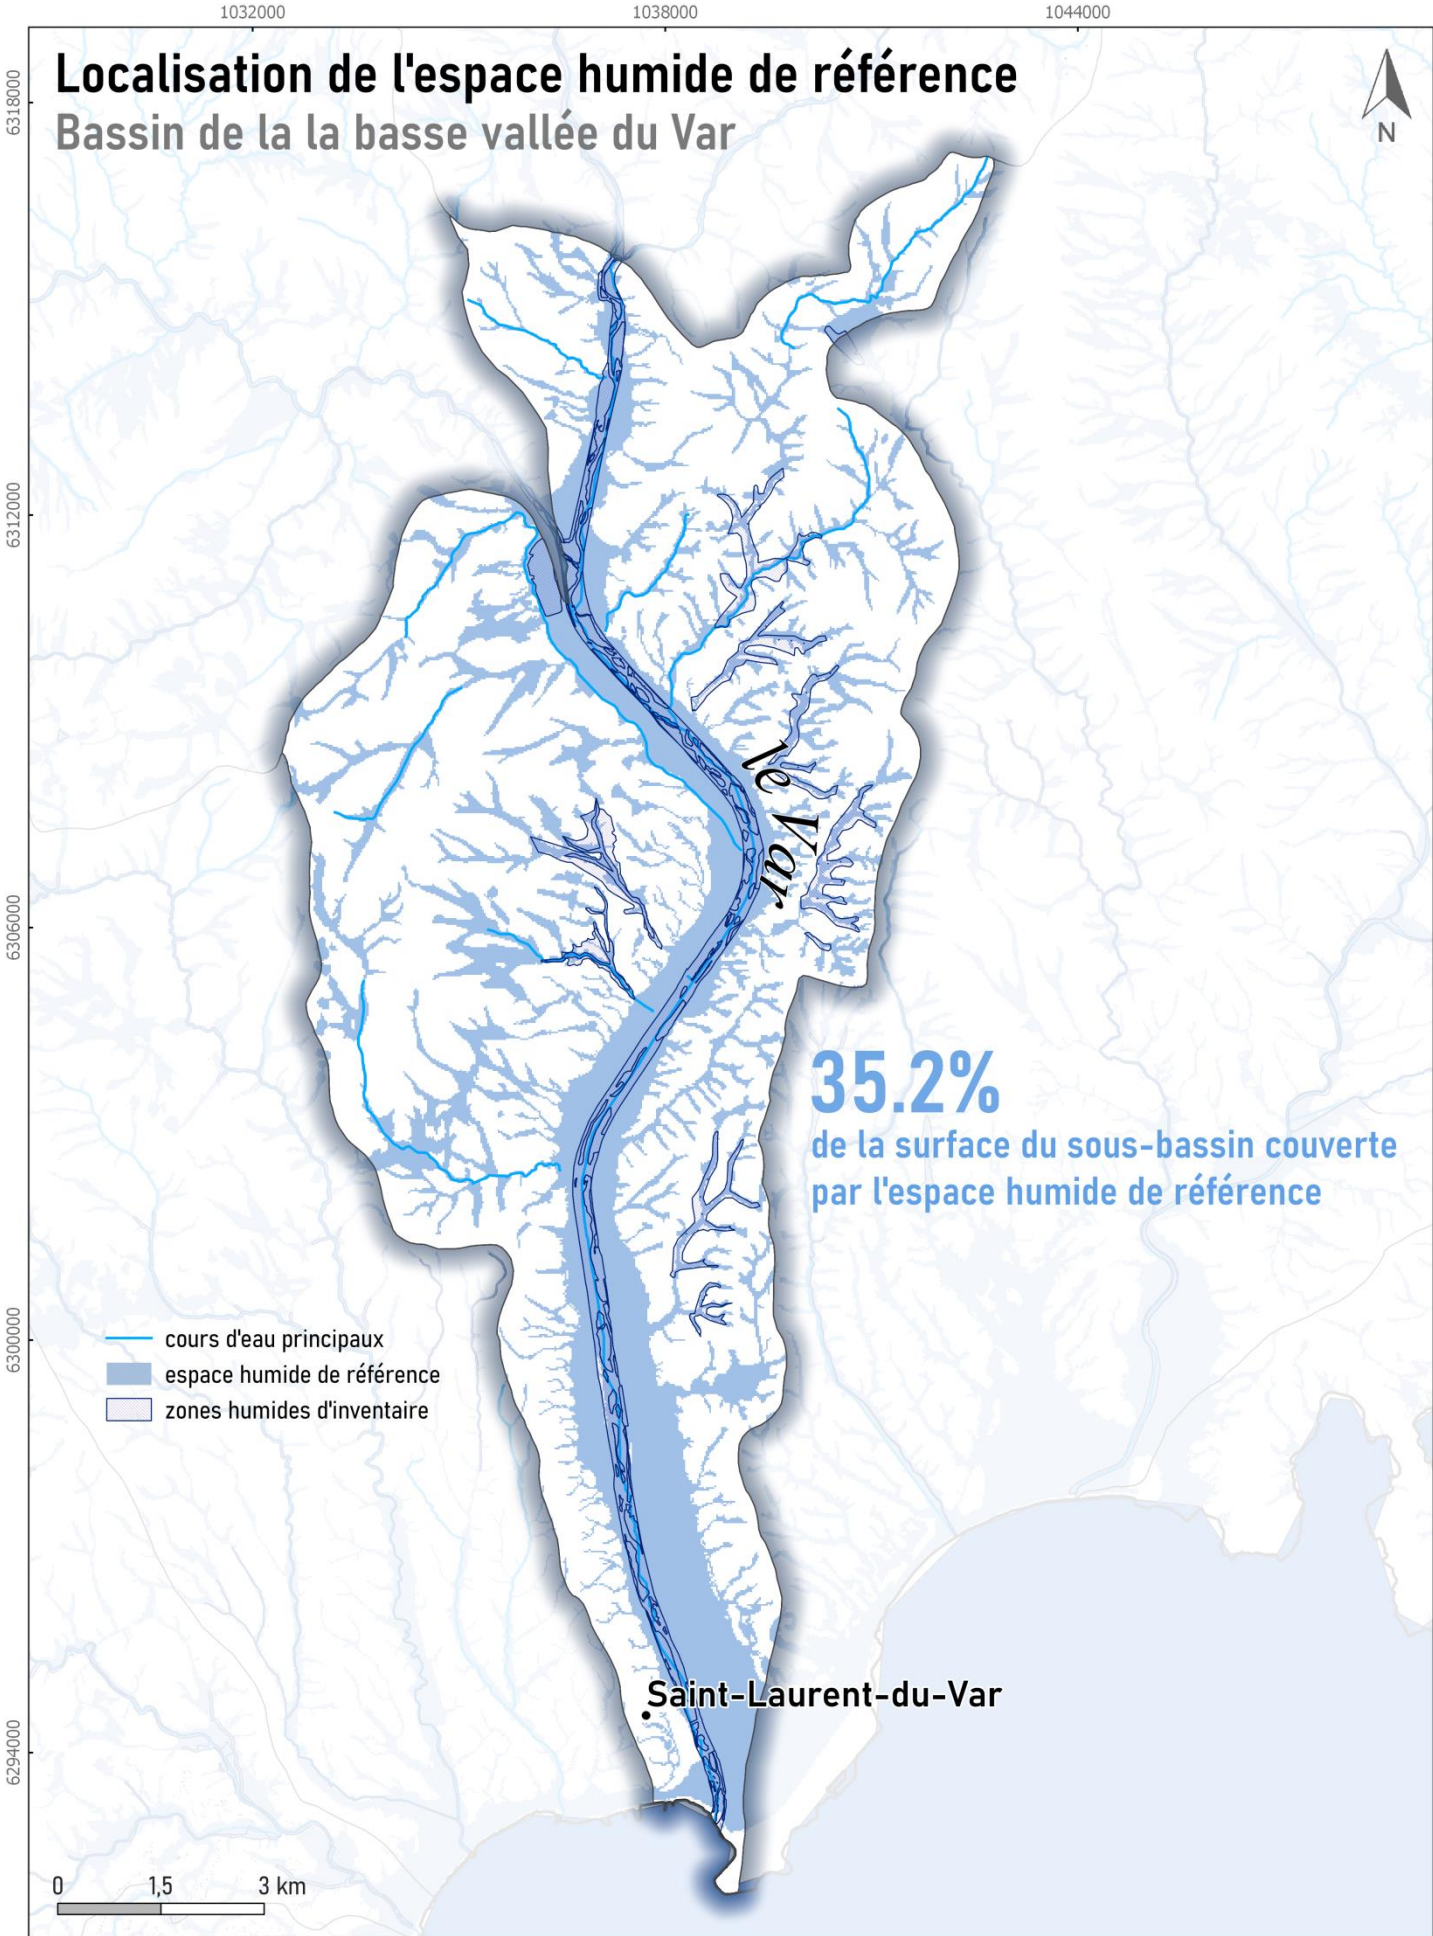 1032000 1038000 1044000
Localisation de l'espace humide de référence
Bassin de la la basse vallée du Var
N
6318000
6312000
6306000
6300000
6294000
le Var
35.2%
de la surface du sous-bassin couverte
par l'espace humide de référence
cours d'eau principaux
espace humide de référence
zones humides d'inventaire
Saint-Laurent-du-Var
0 1,5 3 km